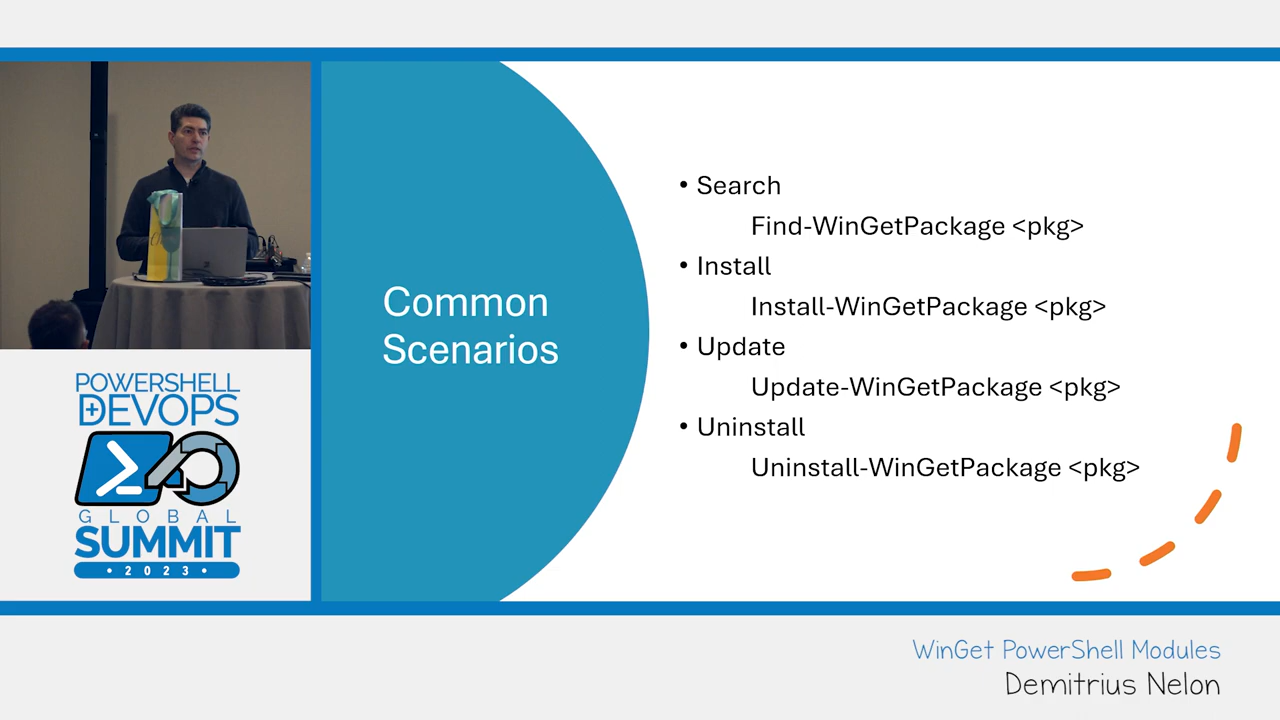 Common
Scenarios
• Search
Find-WinGetPackage <pkg>
• Install
Install-WinGetPackage <pkg>
• Update
Update-WinGetPackage <pkg>
• Uninstall
Uninstall-WinGetPackage <pkg>
POWERSHELL
+DEVOPS
GLOBAL
SUMMIT
• 2023 •
WinGet PowerShell Modules
Demitrius Nelon